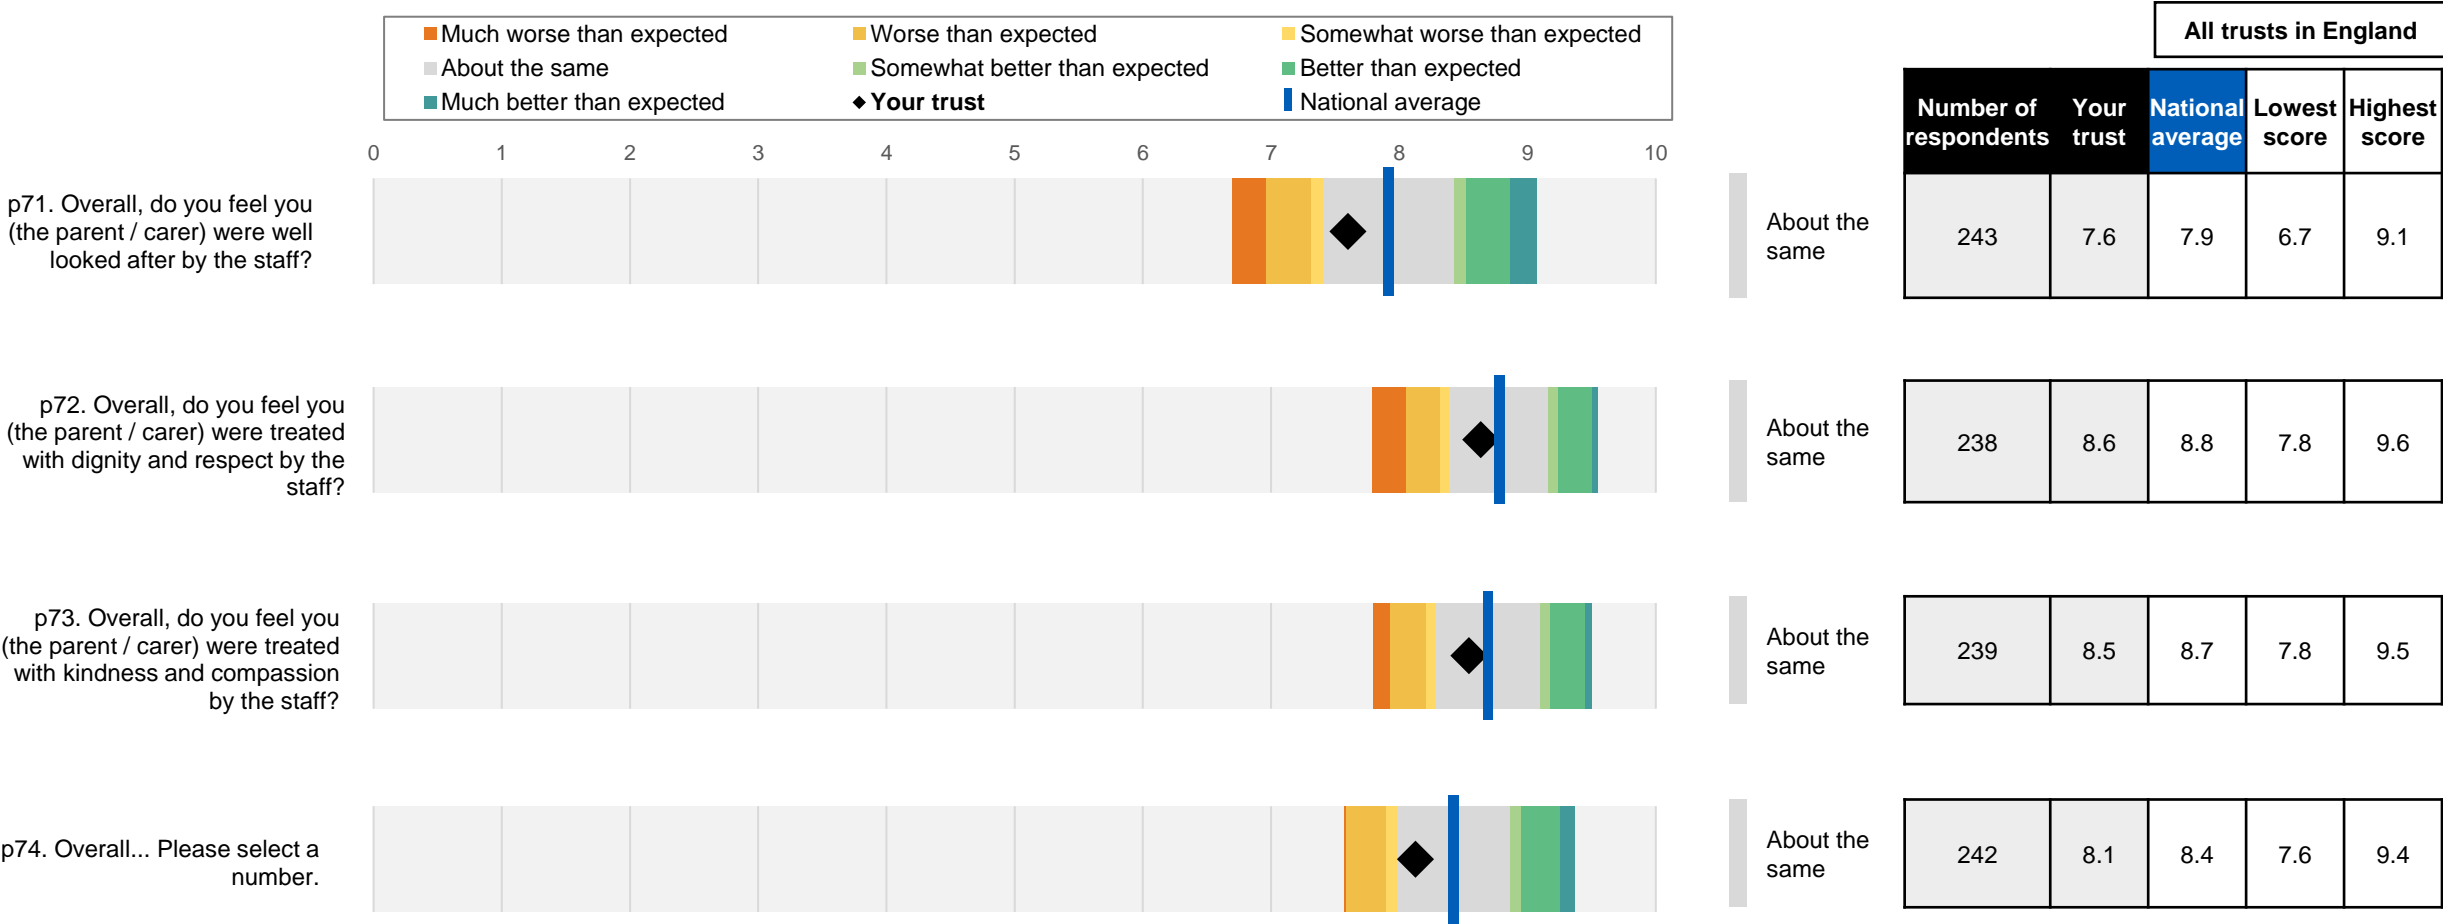 All trusts in England
Much worse than expected
Worse than expected
Somewhat worse than expected
About the same
Somewhat better than expected
Better than expected
Much better than expected
Your trust
National average
Number of respondents
Your trust
National average
Lowest score
Highest score
0 1 2 3 4 5 6 7 8 9 10
p71. Overall, do you feel you
(the parent / carer) were well
looked after by the staff?
About the
same
243 7.6 7.9 6.7 9.1
p72. Overall, do you feel you
(the parent / carer) were treated
with dignity and respect by the
staff?
About the
same
238 8.6 8.8 7.8 9.6
p73. Overall, do you feel you
(the parent / carer) were treated
with kindness and compassion
by the staff?
About the
same
239 8.5 8.7 7.8 9.5
p74. Overall... Please select a
number.
About the
same
242 8.1 8.4 7.6 9.4